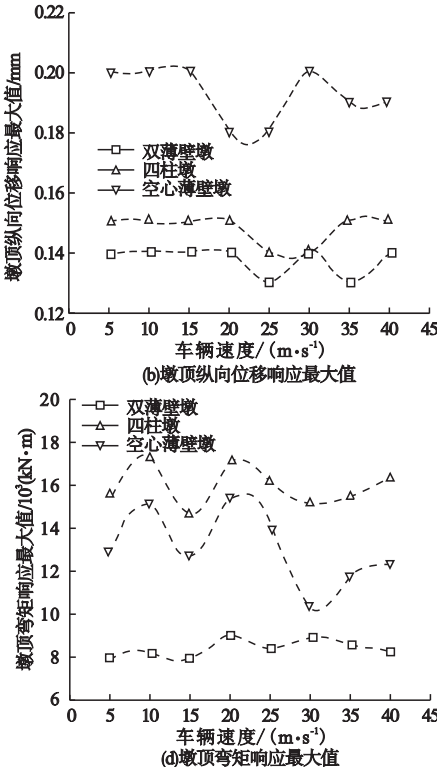 0.22
0.20
0.18
0.16
0.14
0.12
墩顶纵向位移响应最大值/mm
双薄壁墩
四柱墩
空心薄壁墩
0 5 10 15 20 25 30 35 40 45
车辆速度/(m·s⁻¹)
(b)墩顶纵向位移响应最大值
20
18
16
14
12
10
8
6
墩顶弯矩响应最大值/10³(kN·m)
双薄壁墩
四柱墩
空心薄壁墩
0 5 10 15 20 25 30 35 40 45
车辆速度/(m·s⁻¹)
(d)墩顶弯矩响应最大值